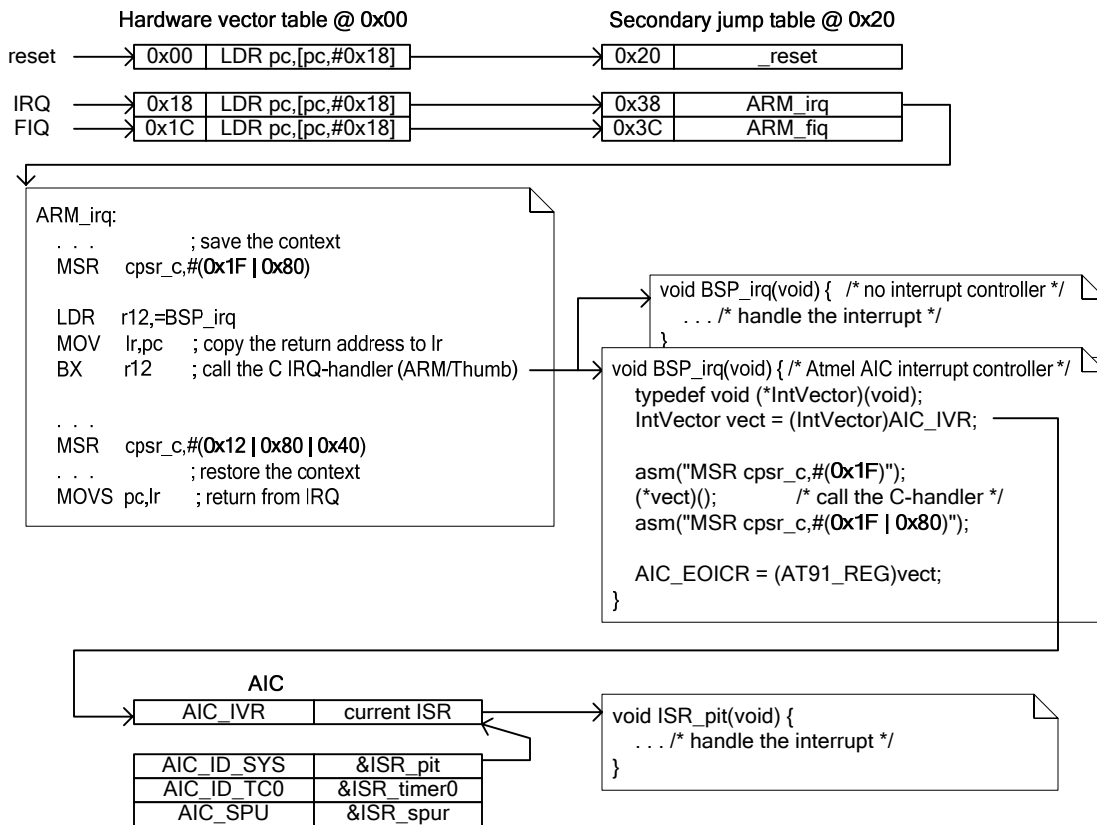 Hardware vector table @ 0x00
Secondary jump table @ 0x20
reset 0x00 LDR pc,[pc,#0x18] 0x20 _reset
IRQ 0x18 LDR pc,[pc,#0x18] 0x38 ARM_irq
FIQ 0x1C LDR pc,[pc,#0x18] 0x3C ARM_fiq
ARM_irq:
. . . ; save the context
MSR cpsr_c,#(0x1F | 0x80)
LDR r12,=BSP_irq
MOV lr,pc ; copy the return address to lr
BX r12 ; call the C IRQ-handler (ARM/Thumb)
. . .
MSR cpsr_c,#(0x12 | 0x80 | 0x40)
. . . ; restore the context
MOVS pc,lr ; return from IRQ
void BSP_irq(void) { /* no interrupt controller */
. . . /* handle the interrupt */
}
void BSP_irq(void) { /* Atmel AIC interrupt controller */
typedef void (*IntVector)(void);
IntVector vect = (IntVector)AIC_IVR;
asm("MSR cpsr_c,#(0x1F)");
(*vect)(); /* call the C-handler */
asm("MSR cpsr_c,#(0x1F | 0x80)");
AIC_EOICR = (AT91_REG)vect;
}
AIC
AIC_IVR current ISR
AIC_ID_SYS &ISR_pit
AIC_ID_TC0 &ISR_timer0
AIC_SPU &ISR_spur
void ISR_pit(void) {
. . . /* handle the interrupt */
}